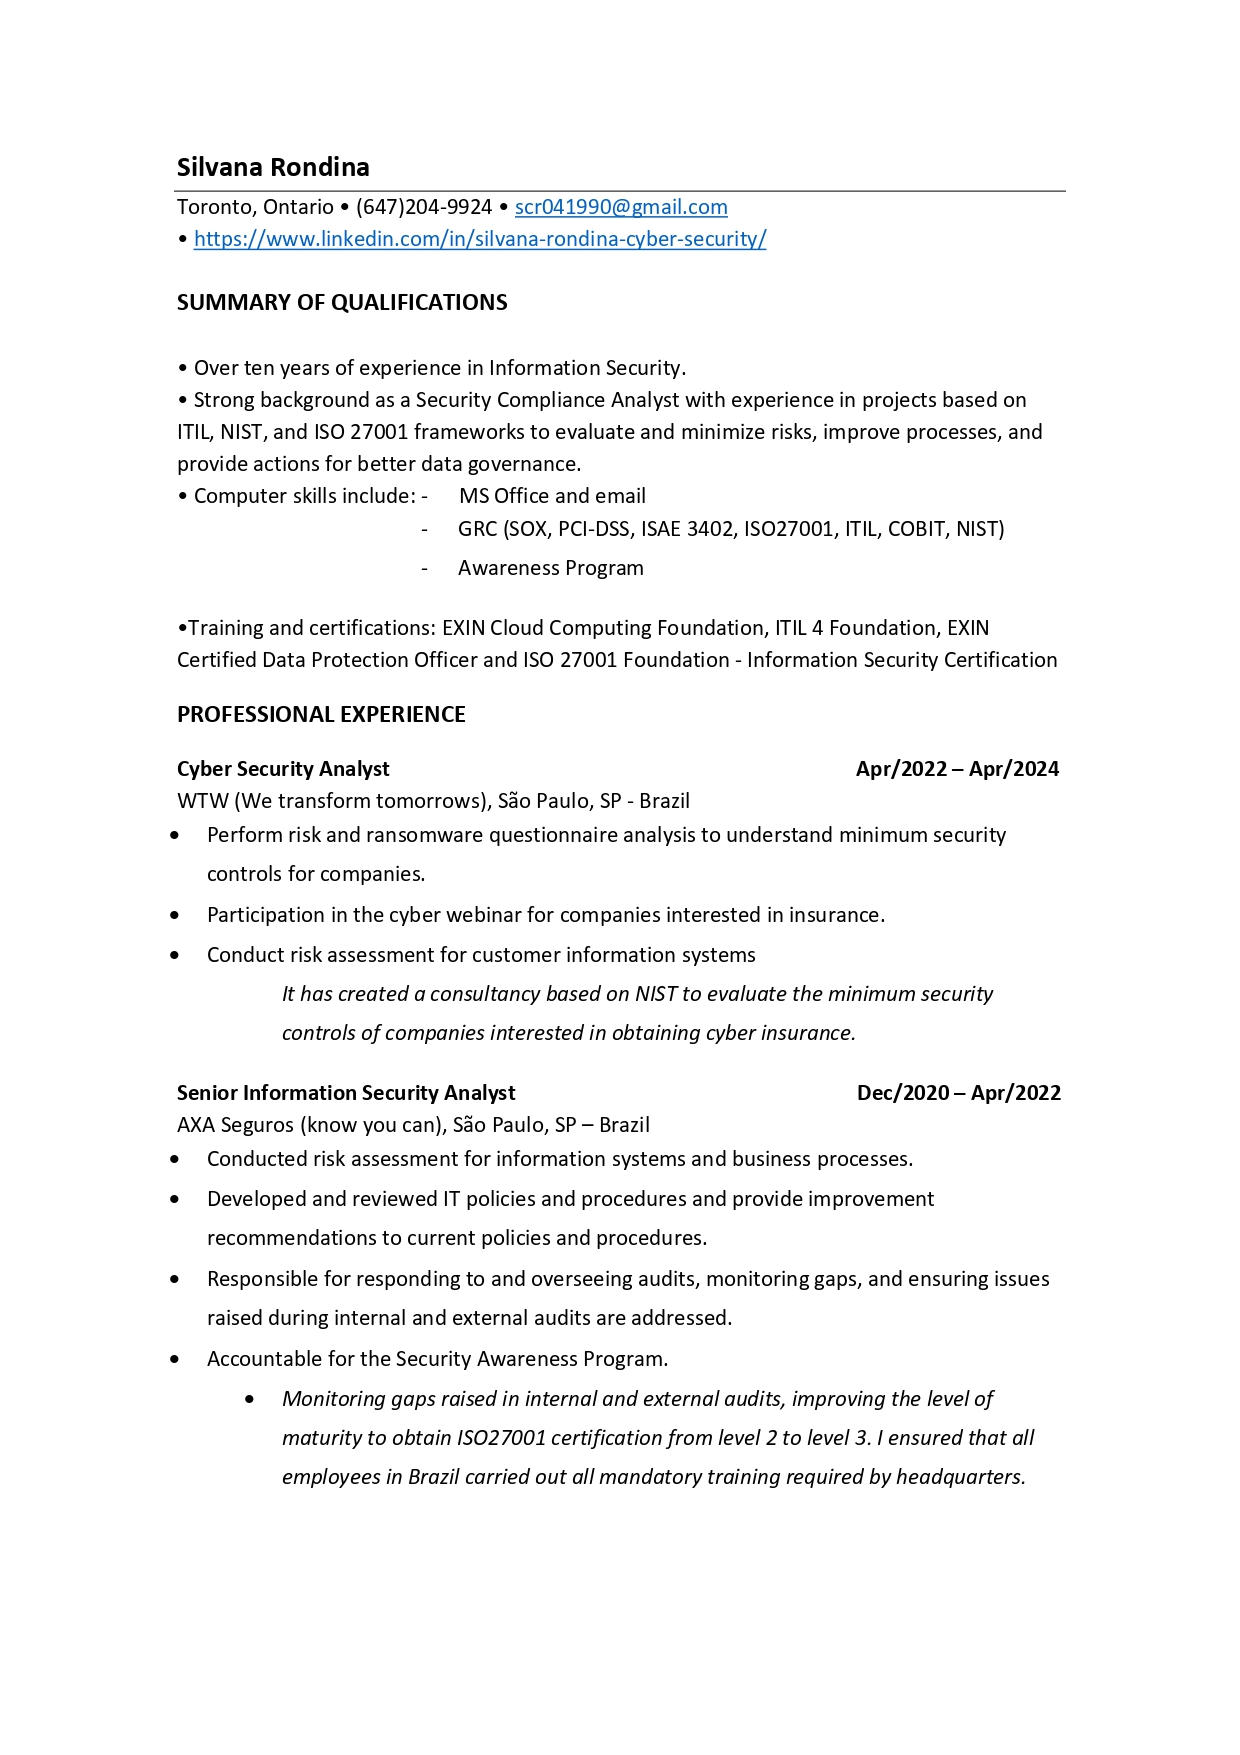 Silvana Rondina
Toronto, Ontario • (647)204-9924 • scr041990@gmail.com
• https://www.linkedin.com/in/silvana-rondina-cyber-security/
SUMMARY OF QUALIFICATIONS
• Over ten years of experience in Information Security.
• Strong background as a Security Compliance Analyst with experience in projects based on
ITIL, NIST, and ISO 27001 frameworks to evaluate and minimize risks, improve processes, and
provide actions for better data governance.
• Computer skills include: - MS Office and email
- GRC (SOX, PCI-DSS, ISAE 3402, ISO27001, ITIL, COBIT, NIST)
- Awareness Program
•Training and certifications: EXIN Cloud Computing Foundation, ITIL 4 Foundation, EXIN
Certified Data Protection Officer and ISO 27001 Foundation - Information Security Certification
PROFESSIONAL EXPERIENCE
Cyber Security Analyst Apr/2022 – Apr/2024
WTW (We transform tomorrows), São Paulo, SP - Brazil
• Perform risk and ransomware questionnaire analysis to understand minimum security
controls for companies.
• Participation in the cyber webinar for companies interested in insurance.
• Conduct risk assessment for customer information systems
It has created a consultancy based on NIST to evaluate the minimum security
controls of companies interested in obtaining cyber insurance.
Senior Information Security Analyst Dec/2020 – Apr/2022
AXA Seguros (know you can), São Paulo, SP – Brazil
• Conducted risk assessment for information systems and business processes.
• Developed and reviewed IT policies and procedures and provide improvement
recommendations to current policies and procedures.
• Responsible for responding to and overseeing audits, monitoring gaps, and ensuring issues
raised during internal and external audits are addressed.
• Accountable for the Security Awareness Program.
• Monitoring gaps raised in internal and external audits, improving the level of
maturity to obtain ISO27001 certification from level 2 to level 3. I ensured that all
employees in Brazil carried out all mandatory training required by headquarters.